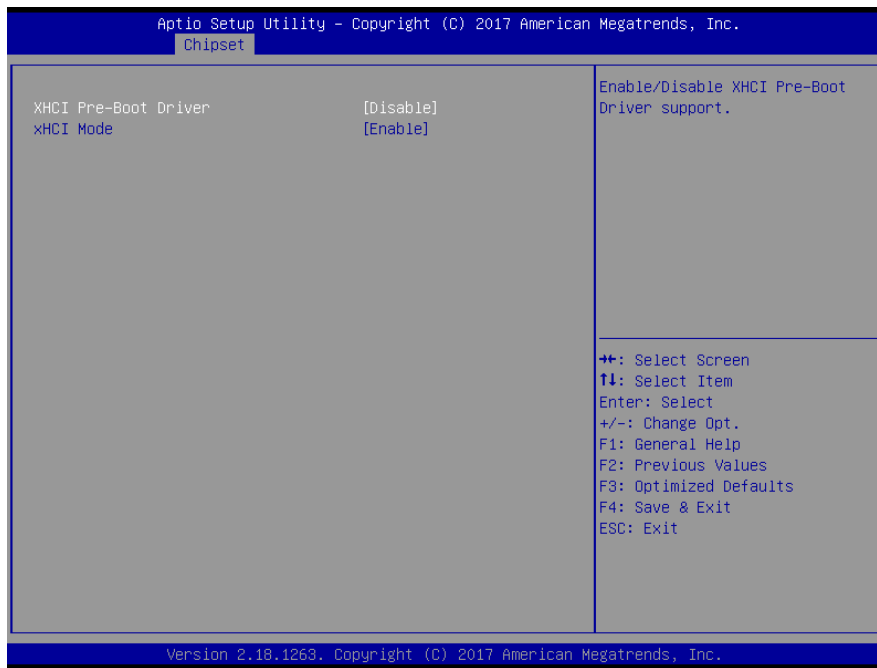 Aptio Setup Utility – Copyright (C) 2017 American Megatrends, Inc.
Chipset
XHCI Pre-Boot Driver [Disable]
xHCI Mode [Enable]
Enable/Disable XHCI Pre-Boot
Driver support.
→←: Select Screen
↑↓: Select Item
Enter: Select
+/-: Change Opt.
F1: General Help
F2: Previous Values
F3: Optimized Defaults
F4: Save & Exit
ESC: Exit
Version 2.18.1263. Copyright (C) 2017 American Megatrends, Inc.